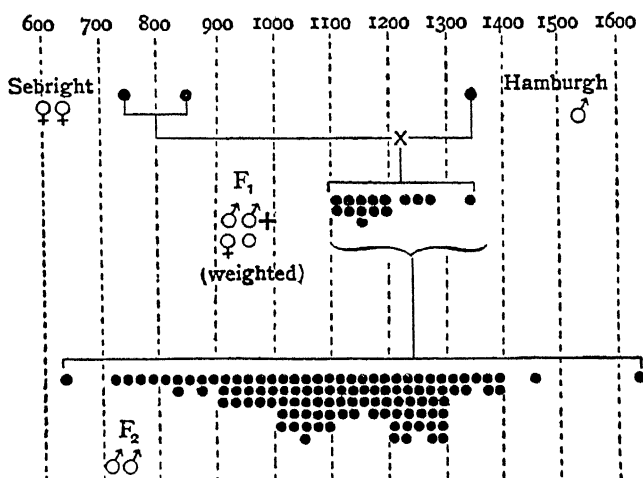 600 700 800 900 1000 1100 1200 1300 1400 1500 1600
Sebright Hamburgh
♀♀ ♂
X
F₁
♂♂+
♀○
(weighted)
F₂
♂♂